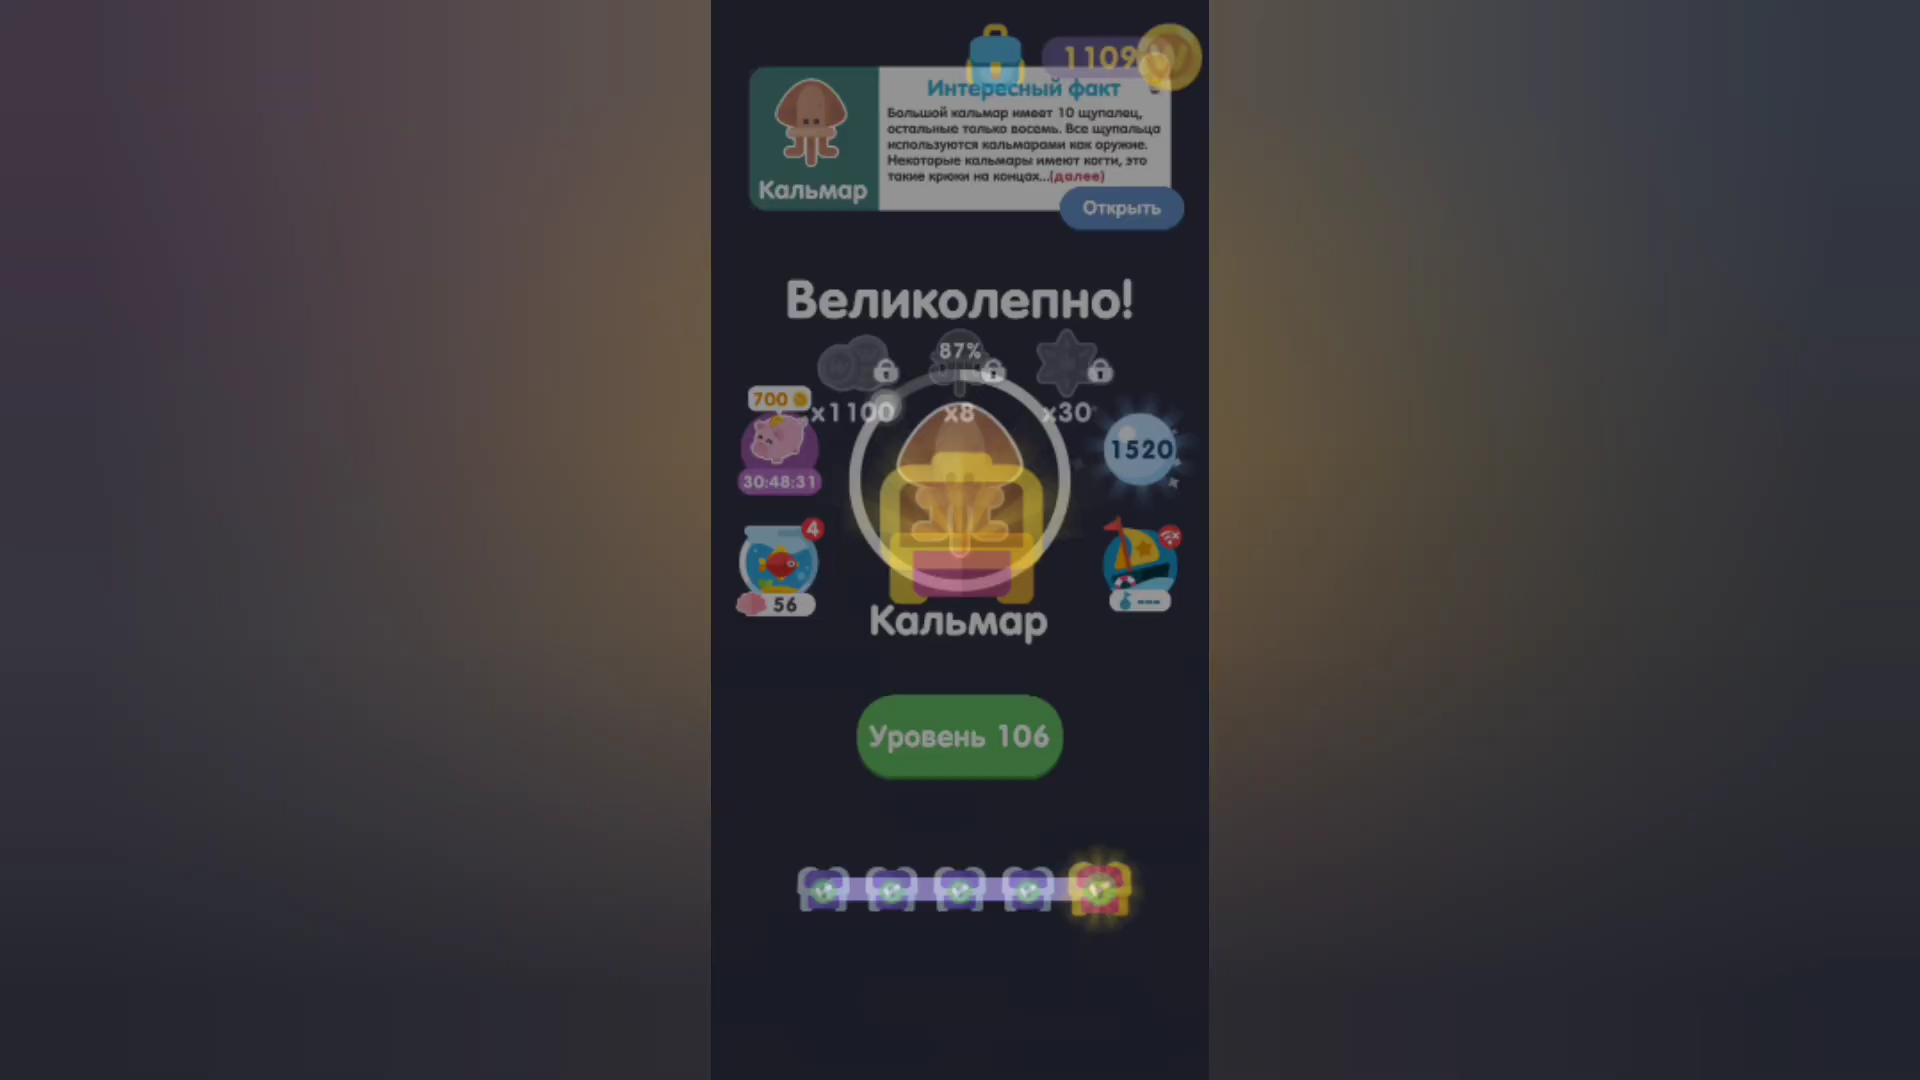 1109
Интересный факт
Большой кальмар имеет 10 щупалец,
остальные только восемь. Все щупальца
используются кальмарами как оружие.
Некоторые кальмары имеют когти, это
такие крюки на концах...(далее)
Кальмар
Открыть
Великолепно!
87%
700
x1100
x8
x30
1520
30:48:31
4
56
---
Кальмар
Уровень 106